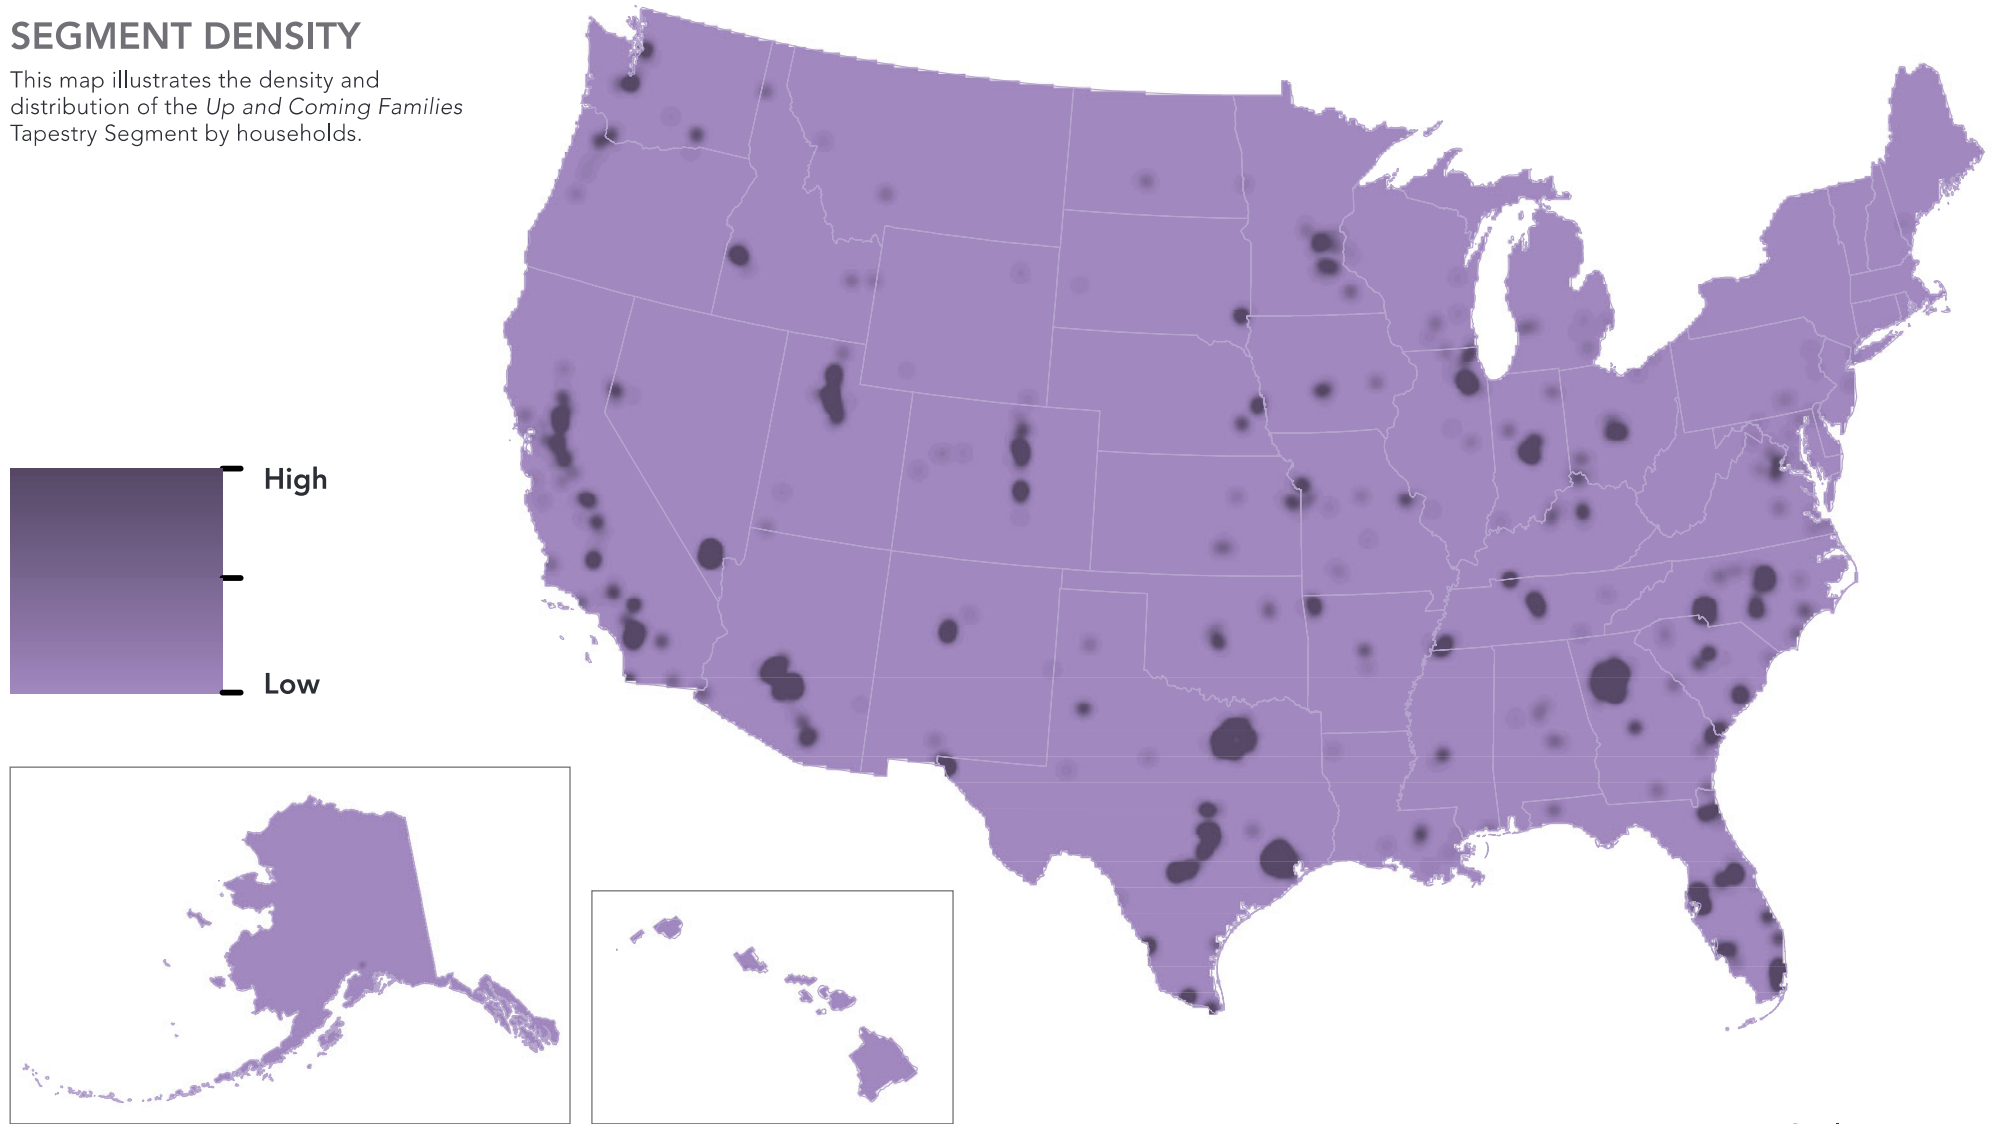 SEGMENT DENSITY
This map illustrates the density and
distribution of the Up and Coming Families
Tapestry Segment by households.
High
Low